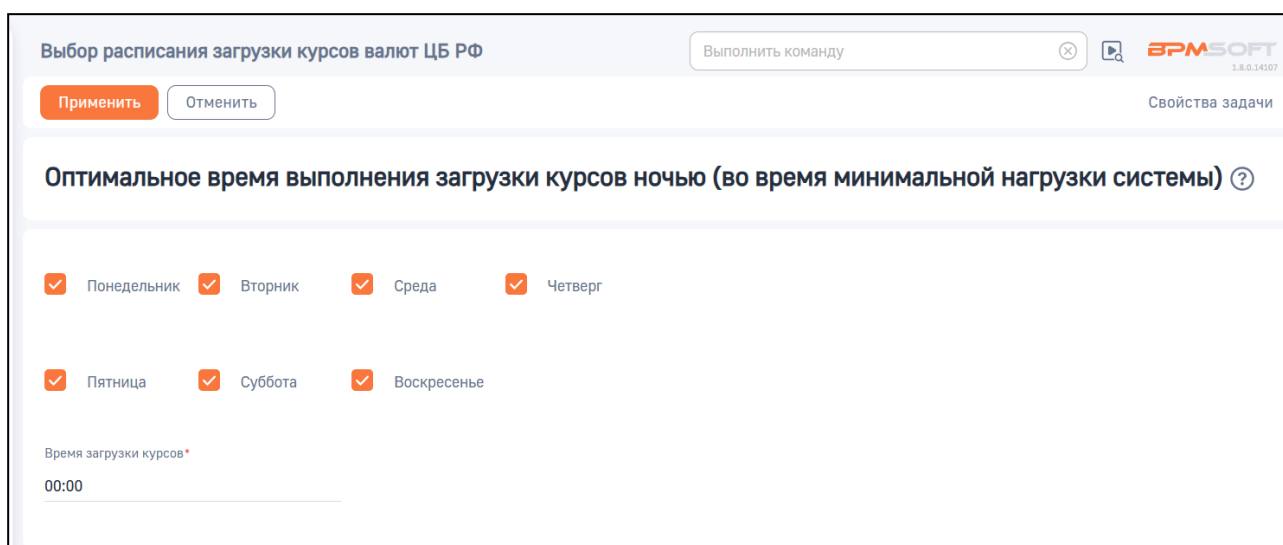 Выбор расписания загрузки курсов валют ЦБ РФ
Выполнить команду
BPMSOFT
1.8.0.14107
Применить
Отменить
Свойства задачи
Оптимальное время выполнения загрузки курсов ночью (во время минимальной нагрузки системы) ?
Понедельник Вторник Среда Четверг
Пятница Суббота Воскресенье
Время загрузки курсов*
00:00